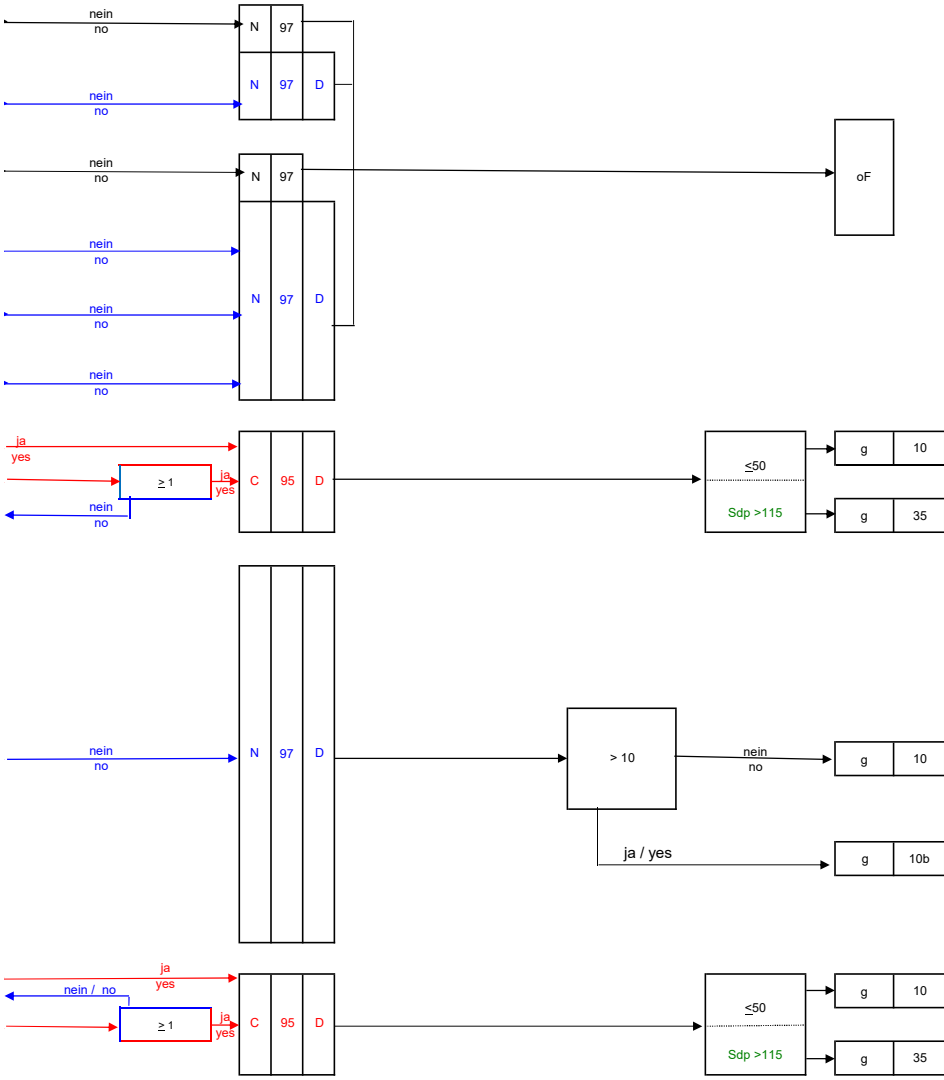 nein
no
N 97
N 97 D
nein
no
nein
no
N 97
oF
nein
no
nein
no
N 97 D
nein
no
ja
yes
≥ 1
ja
yes
nein
no
C 95 D
≤50
Sdp >115
g 10
g 35
nein
no
N 97 D
> 10
nein
no
g 10
ja / yes
g 10b
ja
yes
nein / no
≥ 1
ja
yes
C 95 D
≤50
Sdp >115
g 10
g 35